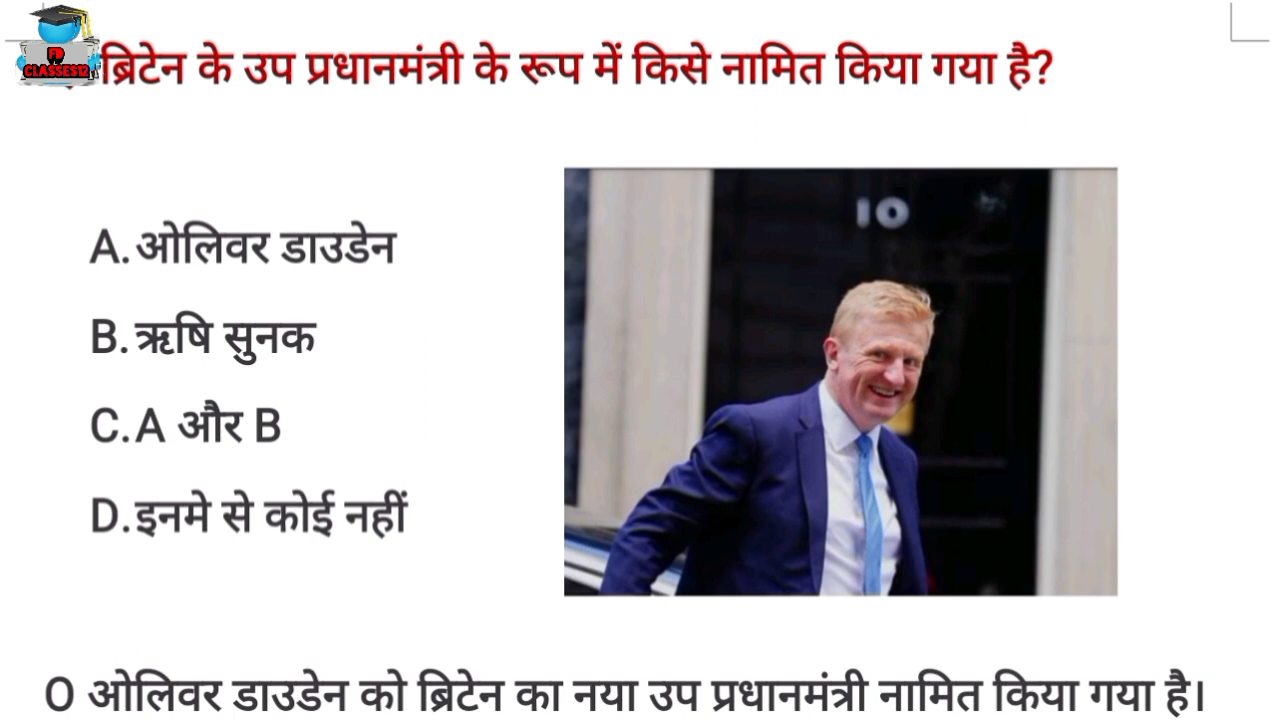 FD
CLASSES12
ब्रिटेन के उप प्रधानमंत्री के रूप में किसे नामित किया गया है?
10
A. ओलिवर डाउडेन
B. ऋषि सुनक
C. A और B
D. इनमे से कोई नहीं
O ओलिवर डाउडेन को ब्रिटेन का नया उप प्रधानमंत्री नामित किया गया है।